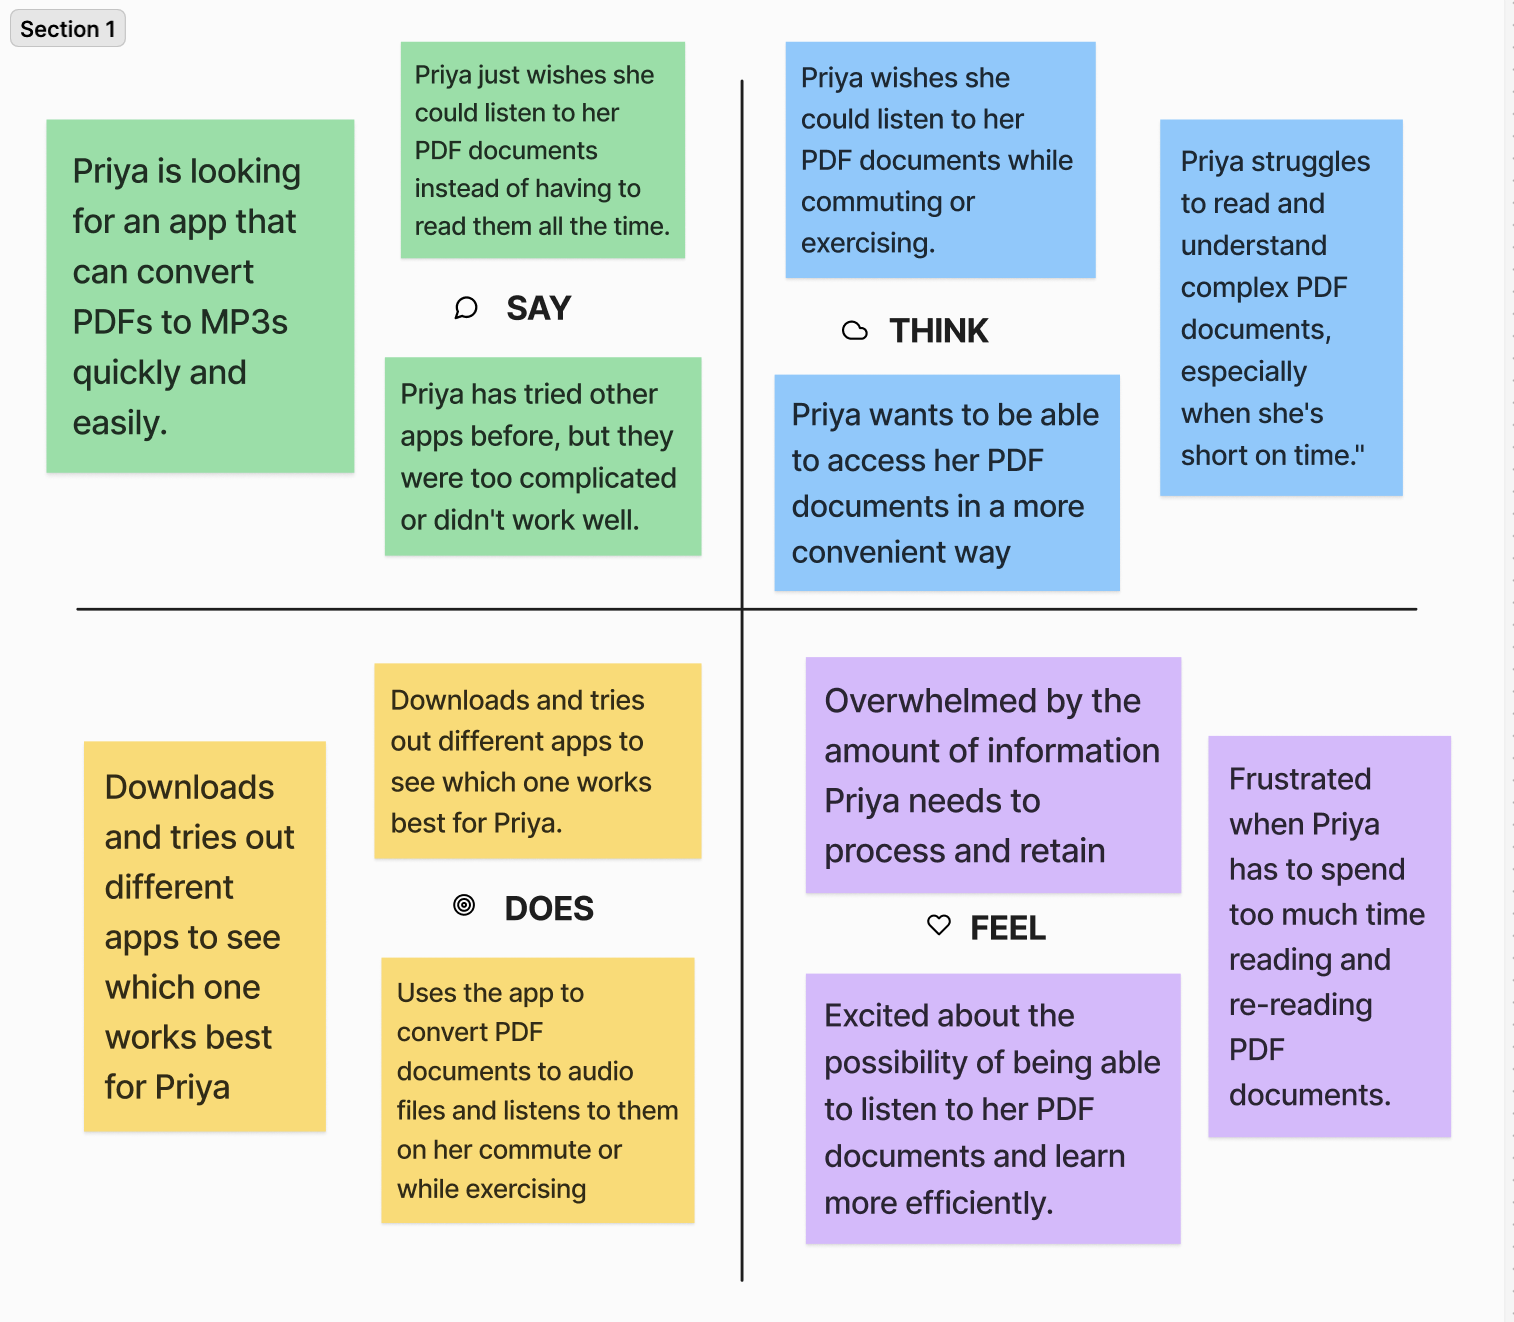 Section 1
Priya is looking
for an app that
can convert
PDFs to MP3s
quickly and
easily.
Priya just wishes she
could listen to her
PDF documents
instead of having to
read them all the time.
SAY
Priya has tried other
apps before, but they
were too complicated
or didn't work well.
Priya wishes she
could listen to her
PDF documents while
commuting or
exercising.
THINK
Priya wants to be able
to access her PDF
documents in a more
convenient way
Priya struggles
to read and
understand
complex PDF
documents,
especially
when she's
short on time."
Downloads
and tries out
different
apps to see
which one
works best
for Priya
Downloads and tries
out different apps to
see which one works
best for Priya.
DOES
Uses the app to
convert PDF
documents to audio
files and listens to them
on her commute or
while exercising
Overwhelmed by the
amount of information
Priya needs to
process and retain
FEEL
Excited about the
possibility of being able
to listen to her PDF
documents and learn
more efficiently.
Frustrated
when Priya
has to spend
too much time
reading and
re-reading
PDF
documents.